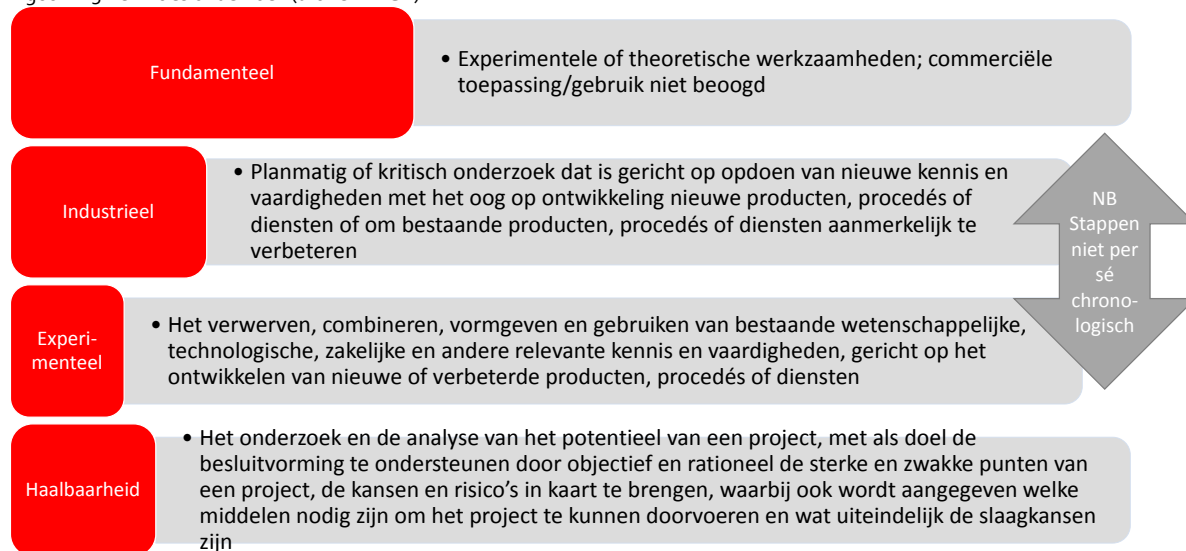 Fundamenteel
• Experimentele of theoretische werkzaamheden; commerciële
toepassing/gebruik niet beoogd
Industrieel
• Planmatig of kritisch onderzoek dat is gericht op opdoen van nieuwe kennis en
vaardigheden met het oog op ontwikkeling nieuwe producten, procedés of
diensten of om bestaande producten, procedés of diensten aanmerkelijk te
verbeteren
NB
Stappen
niet per
sé
chrono-
logisch
Experi-
menteel
• Het verwerven, combineren, vormgeven en gebruiken van bestaande wetenschappelijke,
technologische, zakelijke en andere relevante kennis en vaardigheden, gericht op het
ontwikkelen van nieuwe of verbeterde producten, procedés of diensten
Haalbaarheid
• Het onderzoek en de analyse van het potentieel van een project, met als doel de
besluitvorming te ondersteunen door objectief en rationeel de sterke en zwakke punten van
een project, de kansen en risico’s in kaart te brengen, waarbij ook wordt aangegeven welke
middelen nodig zijn om het project te kunnen doorvoeren en wat uiteindelijk de slaagkansen
zijn